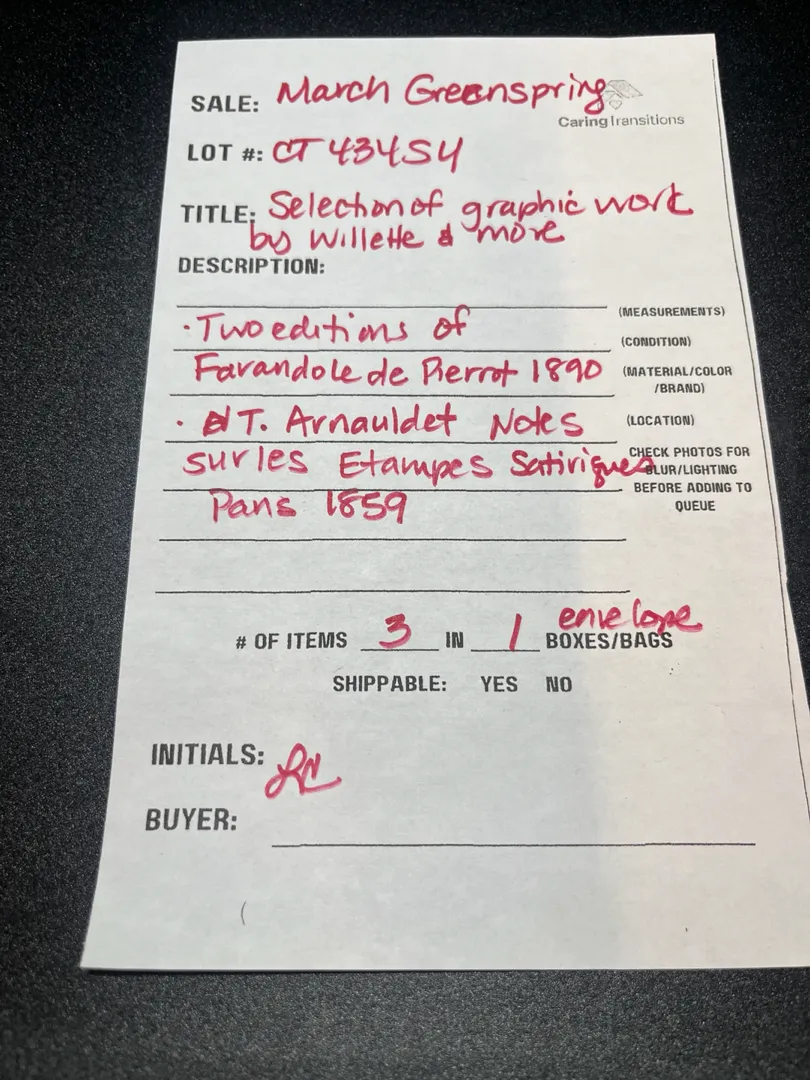 SALE: March Greenspring
CaringTransitions
LOT #: CT 434S4
TITLE: Selection of graphic work
by Willette & more
DESCRIPTION:
(MEASUREMENTS)
· Two editions of
(CONDITION)
Farandole de Pierrot 1890
(MATERIAL/COLOR
/BRAND)
· T. Arnauldet Notes
(LOCATION)
sur les Etampes Satiriques
CHECK PHOTOS FOR
BLUR/LIGHTING
BEFORE ADDING TO
QUEUE
Paris 1859
envelope
# OF ITEMS 3 IN 1 BOXES/BAGS
SHIPPABLE: YES NO
INITIALS:
BUYER: